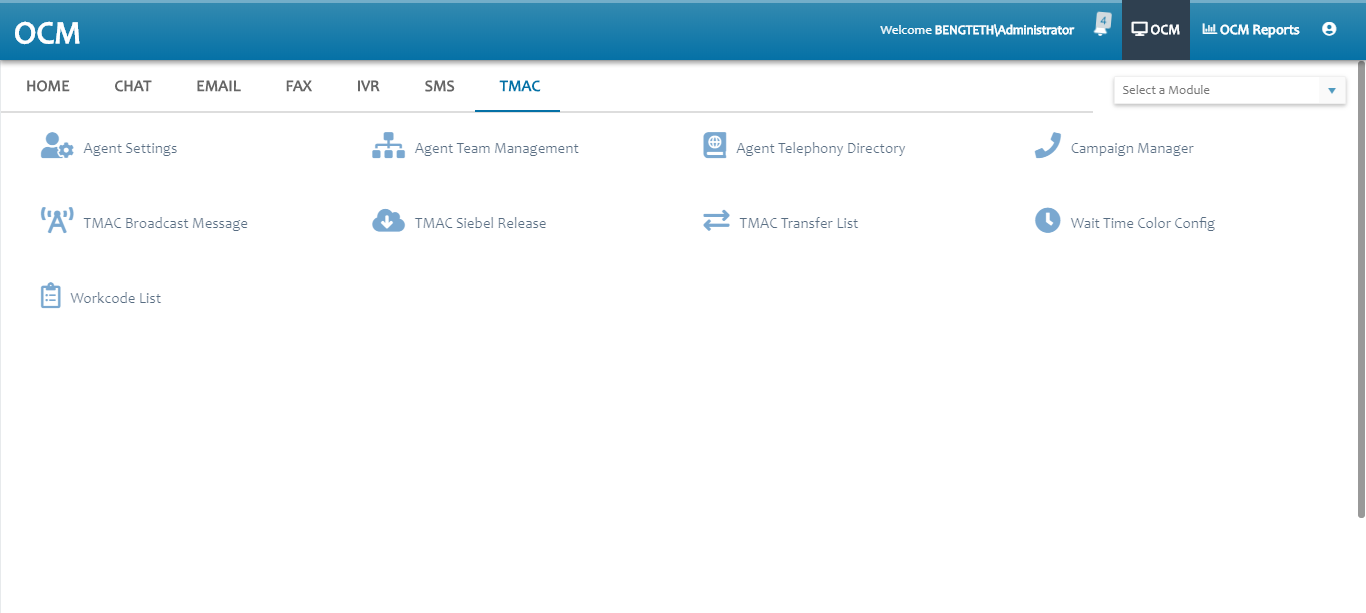 OCM
Welcome BENGTETH\Administrator
4
OCM
OCM Reports
HOME
CHAT
EMAIL
FAX
IVR
SMS
TMAC
Select a Module
Agent Settings
Agent Team Management
Agent Telephony Directory
Campaign Manager
TMAC Broadcast Message
TMAC Siebel Release
TMAC Transfer List
Wait Time Color Config
Workcode List